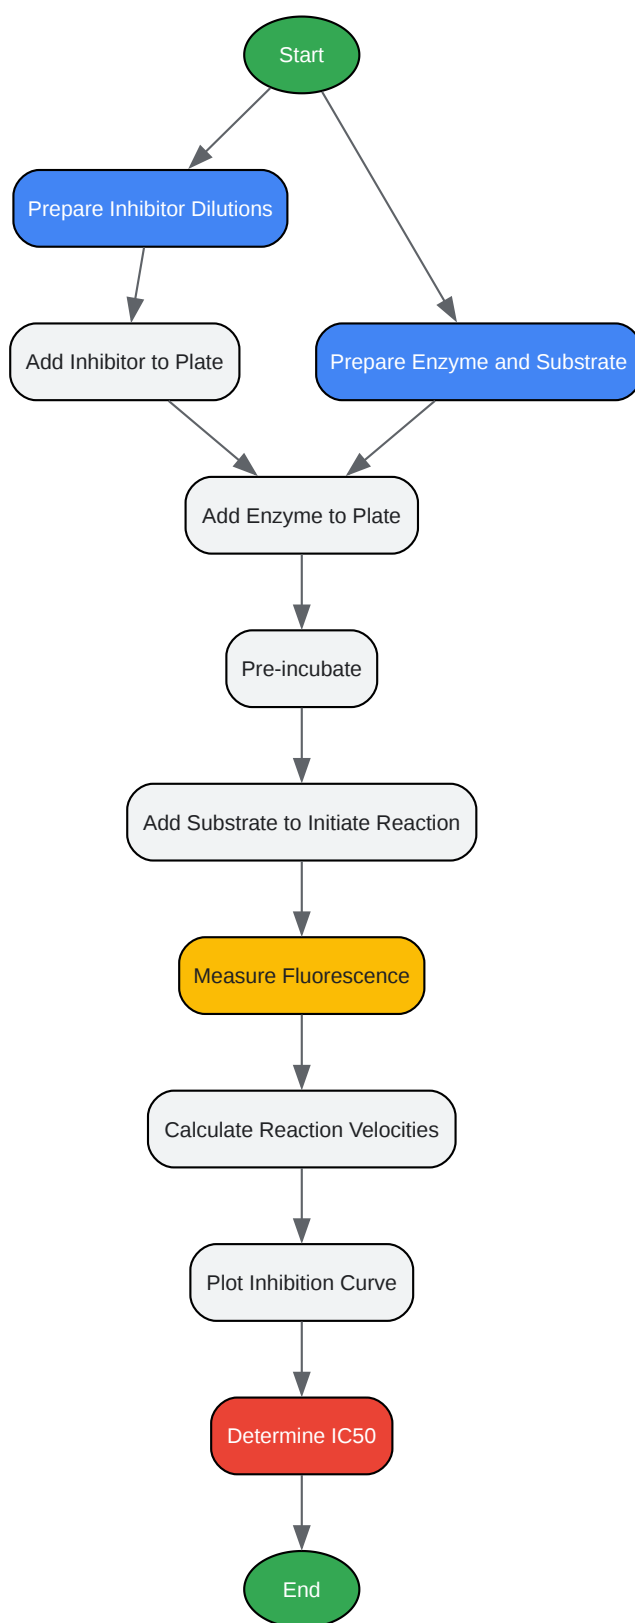 Start
Prepare Inhibitor Dilutions
Add Inhibitor to Plate
Prepare Enzyme and Substrate
Add Enzyme to Plate
Pre-incubate
Add Substrate to Initiate Reaction
Measure Fluorescence
Calculate Reaction Velocities
Plot Inhibition Curve
Determine IC50
End